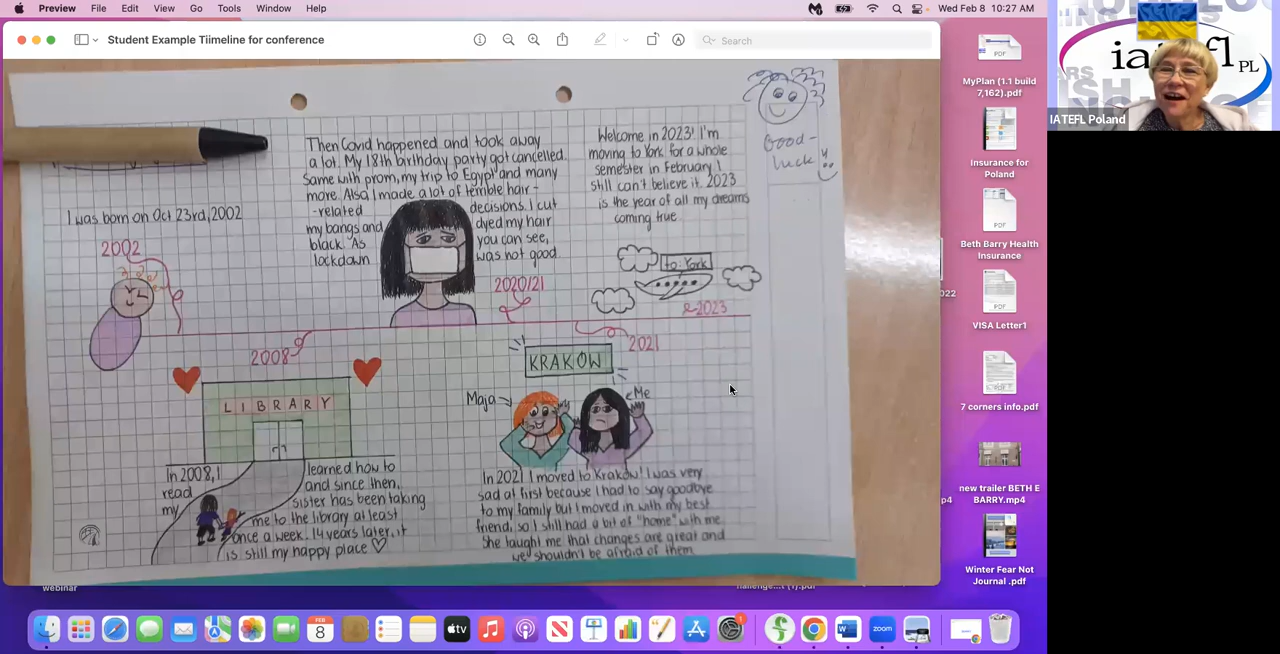 Preview File Edit View Go Tools Window Help
Wed Feb 8 10:27 AM
Student Example Tiimeline for conference
Search
Then Covid happened and took away
a lot. My 18th birthday party got cancelled.
Same with prom, my trip to Egypt and many
more. Also I made a lot of terrible hair-
-related decisions. I cut
my bangs and dyed my hair
black. As you can see,
lockdown was not good
Welcome in 2023! I'm
moving to York for a whole
semester in February! I
still can't believe it. 2023
is the year of all my dreams
coming true
Good-
luck
I was born on Oct 23rd, 2002
2002
2020/21
to: York
2023
2008
2021
KRAKOW
LIBRARY
Maja
Me
In 2008, I learned how to
read and since then,
my sister has been taking
me to the library at least
once a week. 14 years later, it
is still my happy place
In 2021 I moved to Krakow! I was very
sad at first because I had to say goodbye
to my family but I moved in with my best
friend, so I still had a bit of "home" with me.
She taught me that changes are great and
we shouldn't be afraid of them
MyPlan (1.1 build
7,162).pdf
Insurance for
Poland
Beth Barry Health
Insurance
VISA Letter1
7 corners info.pdf
new trailer BETH E
BARRY.mp4
Winter Fear Not
Journal .pdf
PDF
PDF
PDF
022
p4
webinar
FEB
8
tv
zoom
iatefl PL
IATEFL Poland